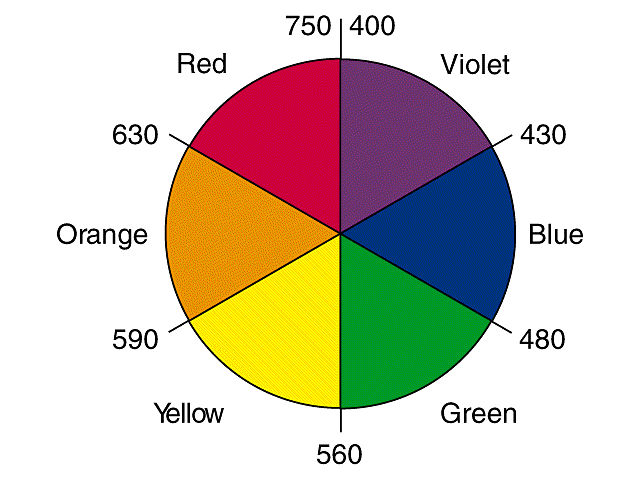 750 400
Red Violet
630 430
Orange Blue
590 480
Yellow Green
560